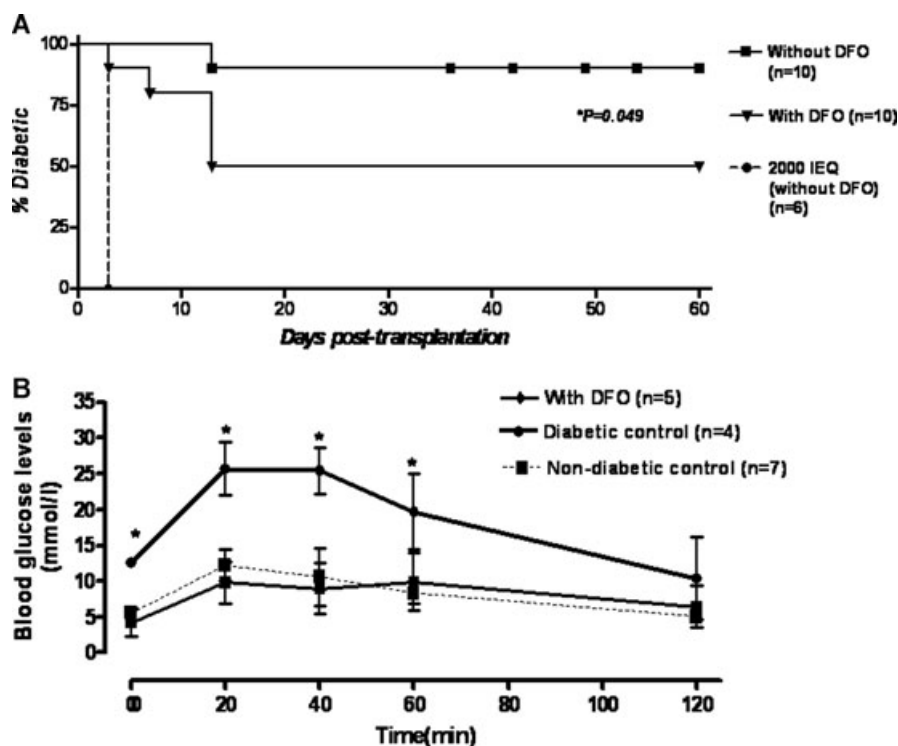 A
% Diabetic
100
75
50
25
0
0
10
20
30
40
50
60
Days post-transplantation
*P=0.049
Without DFO
(n=10)
With DFO (n=10)
2000 IEQ
(without DFO)
(n=6)
B
Blood glucose levels
(mmol/l)
35
30
25
20
15
10
5
0
*
*
*
*
With DFO (n=5)
Diabetic control (n=4)
Non-diabetic control (n=7)
0
20
40
60
80
100
120
Time(min)